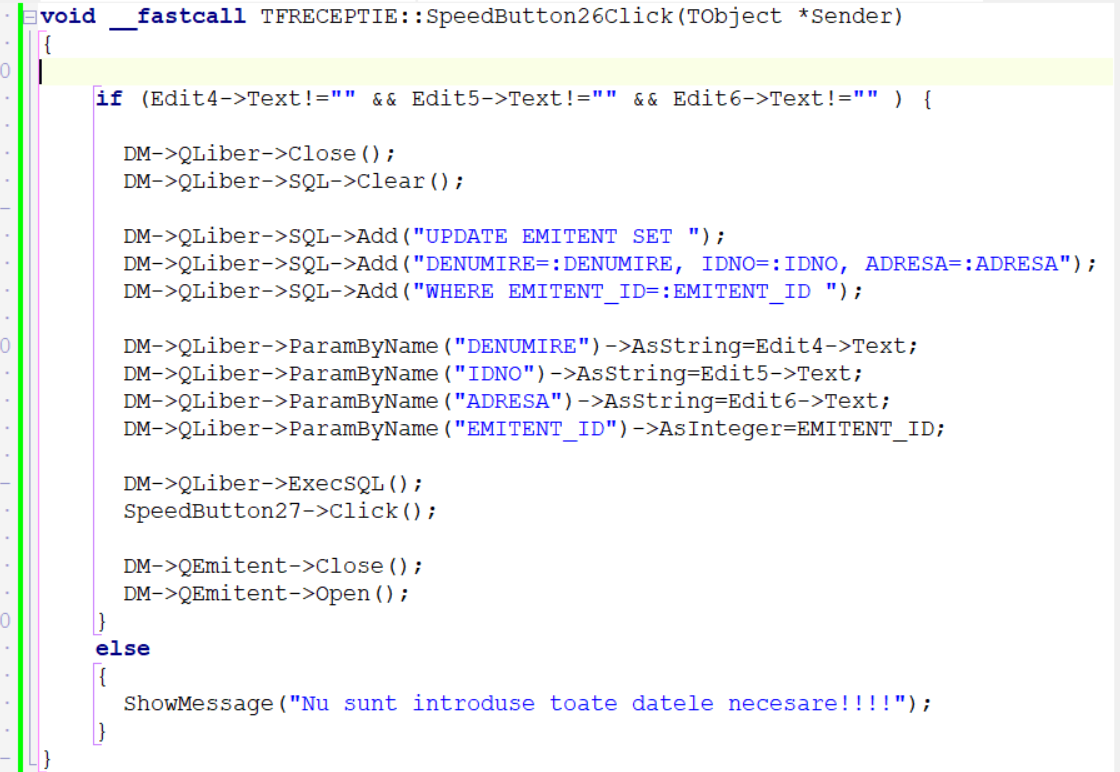 void __fastcall TFRECEPTIE::SpeedButton26Click(TObject *Sender)
{
0
if (Edit4->Text!="" && Edit5->Text!="" && Edit6->Text!="" ) {
DM->QLiber->Close();
DM->QLiber->SQL->Clear();
DM->QLiber->SQL->Add("UPDATE EMITENT SET ");
DM->QLiber->SQL->Add("DENUMIRE=:DENUMIRE, IDNO=:IDNO, ADRESA=:ADRESA");
DM->QLiber->SQL->Add("WHERE EMITENT_ID=:EMITENT_ID ");
0 DM->QLiber->ParamByName("DENUMIRE")->AsString=Edit4->Text;
DM->QLiber->ParamByName("IDNO")->AsString=Edit5->Text;
DM->QLiber->ParamByName("ADRESA")->AsString=Edit6->Text;
DM->QLiber->ParamByName("EMITENT_ID")->AsInteger=EMITENT_ID;
DM->QLiber->ExecSQL();
SpeedButton27->Click();
DM->QEmitent->Close();
DM->QEmitent->Open();
0 }
else
{
ShowMessage("Nu sunt introduse toate datele necesare!!!!");
}
}